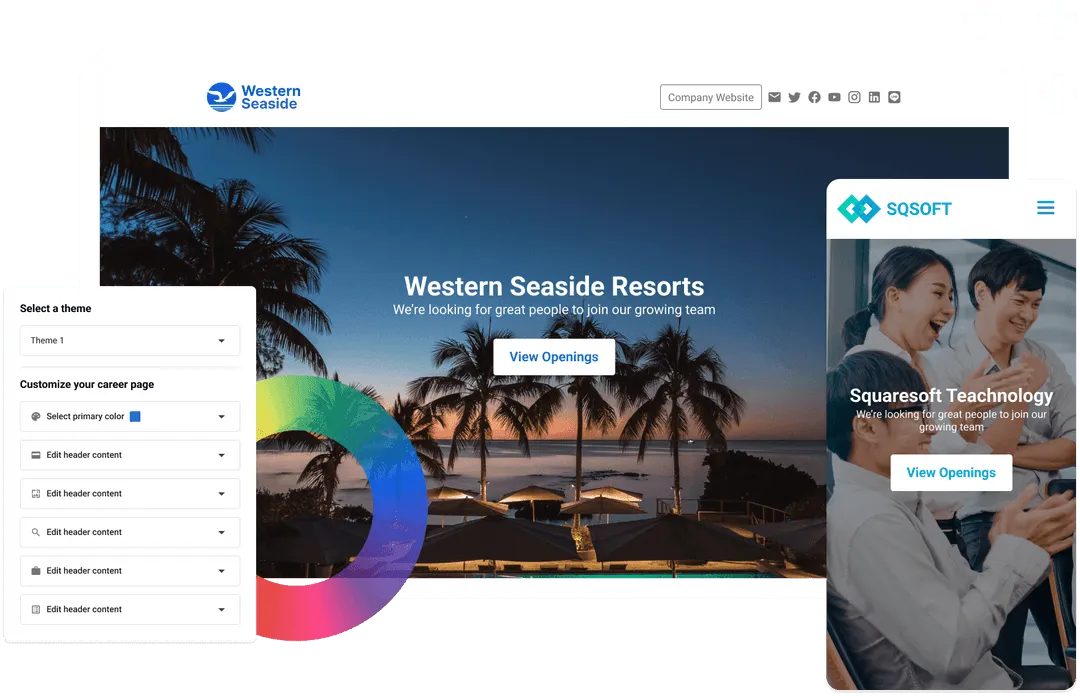 Western
Seaside
Company Website
Western Seaside Resorts
We're looking for great people to join our growing team
View Openings
Select a theme
Theme 1
Customize your career page
Select primary color
Edit header content
Edit header content
Edit header content
Edit header content
Edit header content
SQSOFT
Squaresoft Teachnology
We're looking for great people to join our
growing team
View Openings